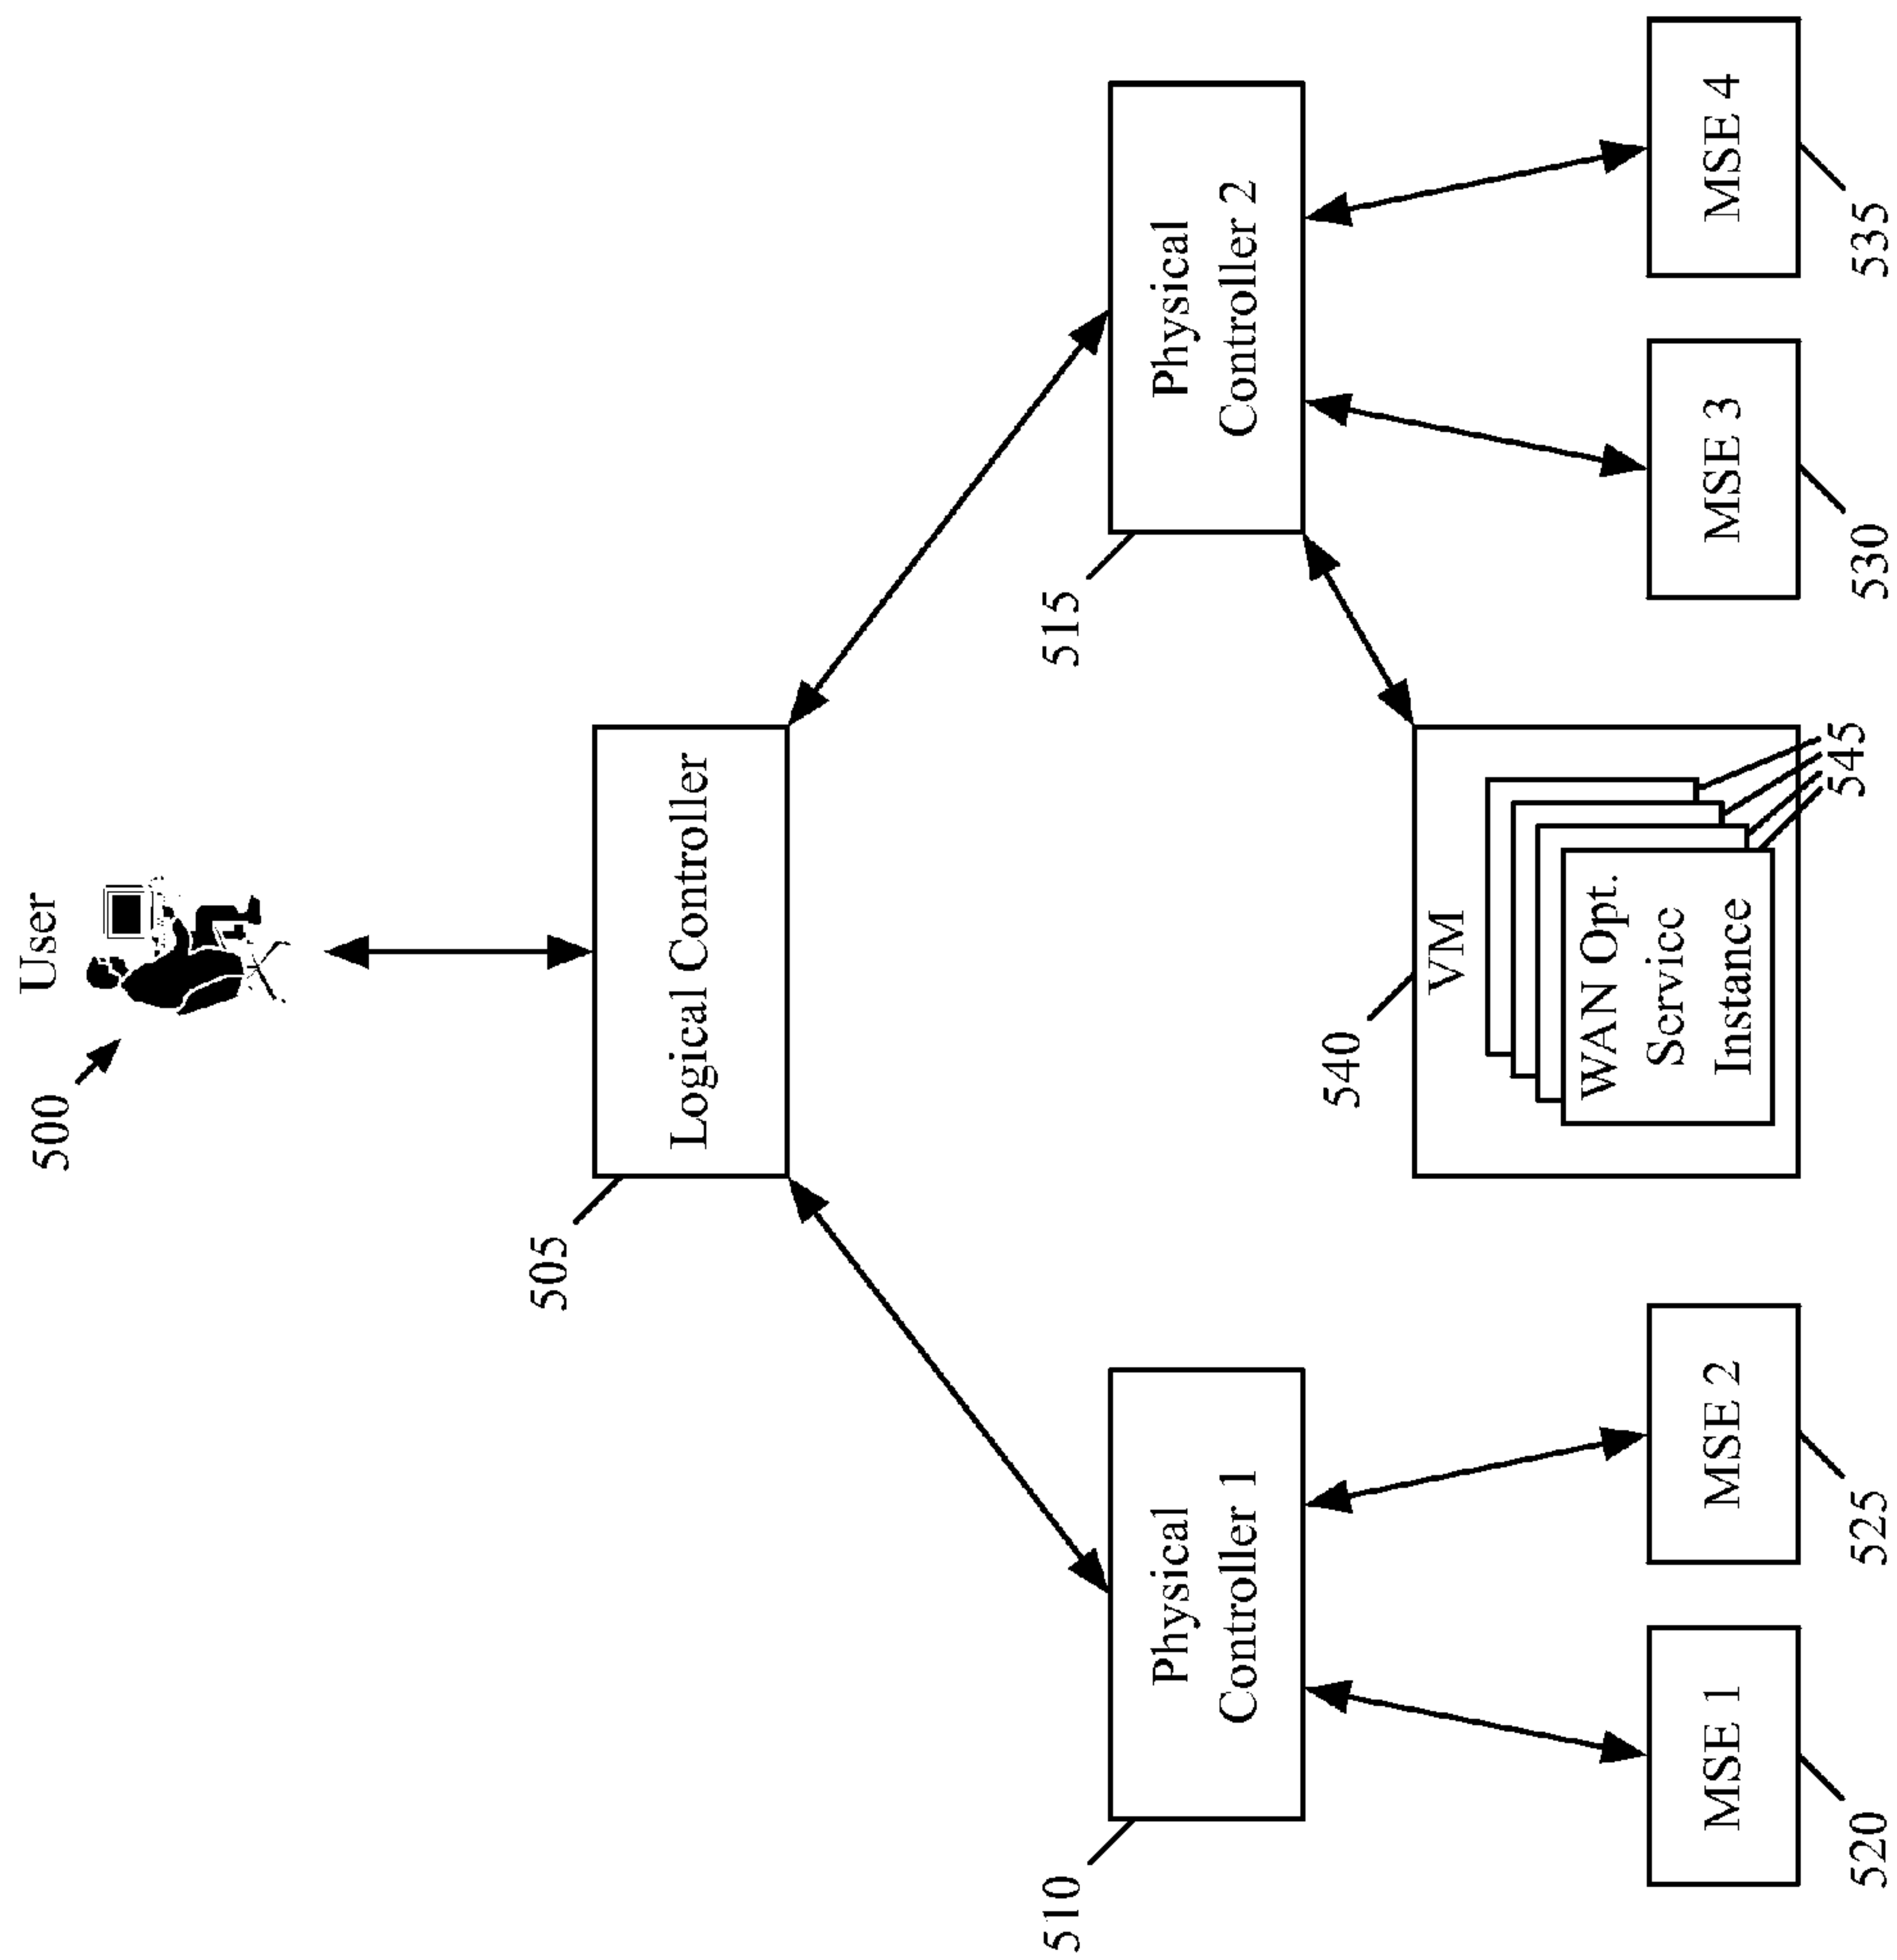 User
500
Logical Controller
505
Physical
Controller 1
510
Physical
Controller 2
515
VM
540
WAN Opt.
Service
Instance
545
MSE 1
520
MSE 2
525
MSE 3
530
MSE 4
535